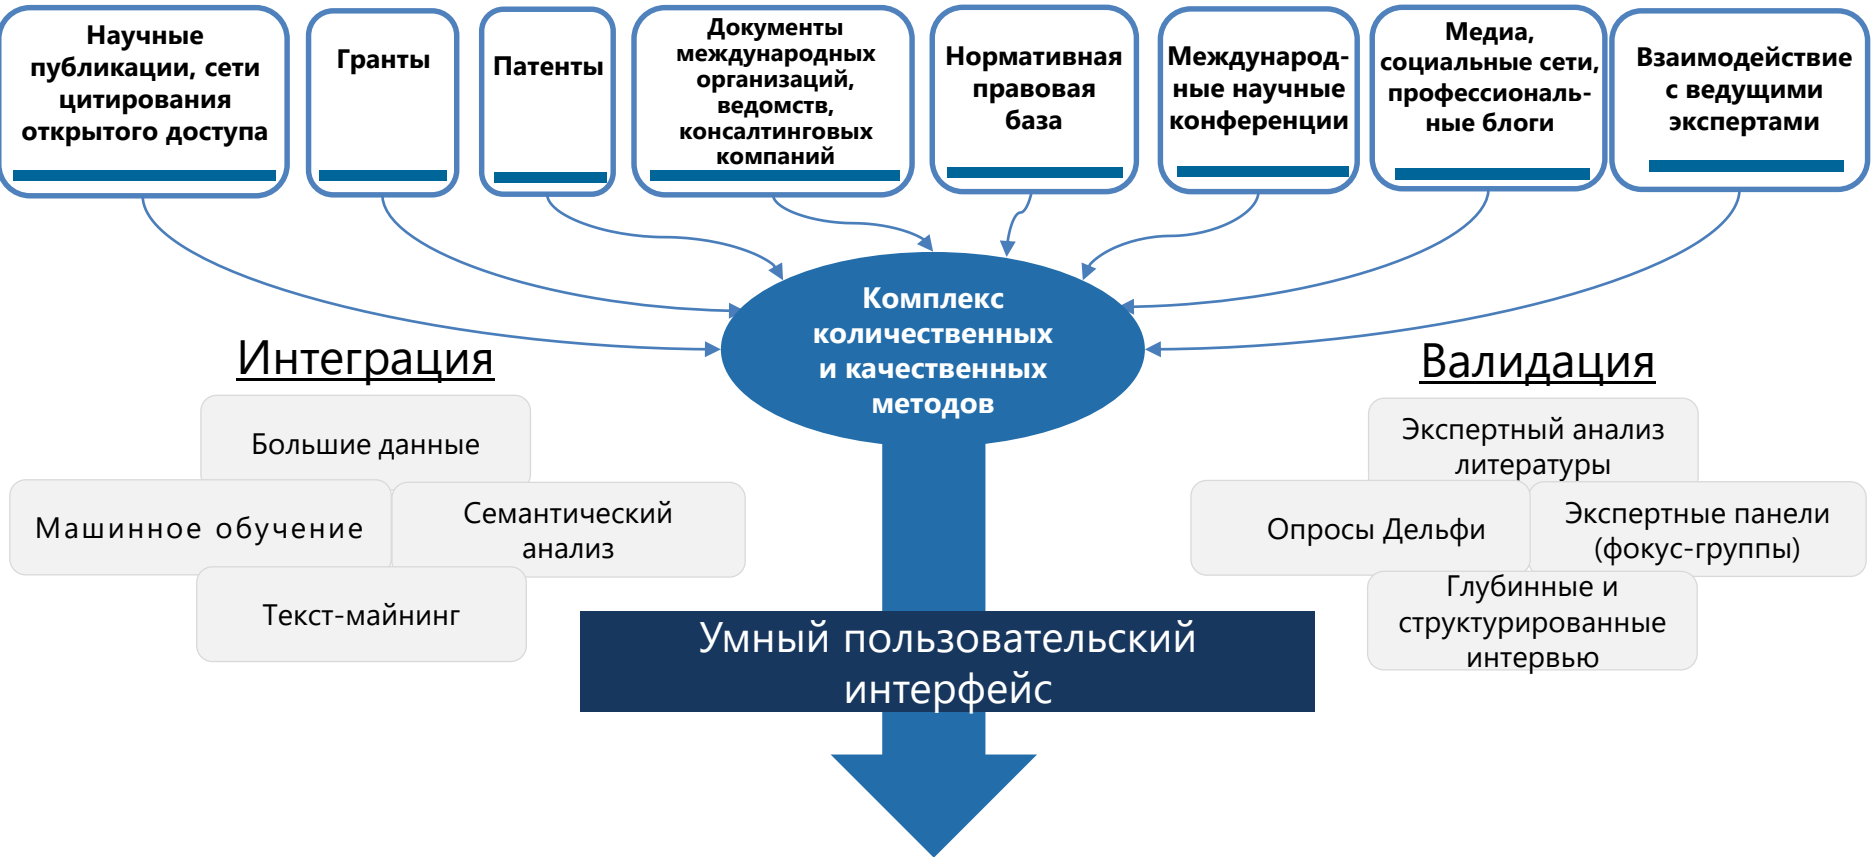 Научные
публикации, сети
цитирования
открытого доступа
Гранты
Патенты
Документы
международных
организаций,
ведомств,
консалтинговых
компаний
Нормативная
правовая
база
Международ-
ные научные
конференции
Медиа,
социальные сети,
профессиональ-
ные блоги
Взаимодействие
с ведущими
экспертами
Комплекс
количественных
и качественных
методов
Интеграция
Большие данные
Машинное обучение
Семантический
анализ
Текст-майнинг
Валидация
Экспертный анализ
литературы
Опросы Дельфи
Экспертные панели
(фокус-группы)
Глубинные и
структурированные
интервью
Умный пользовательский
интерфейс